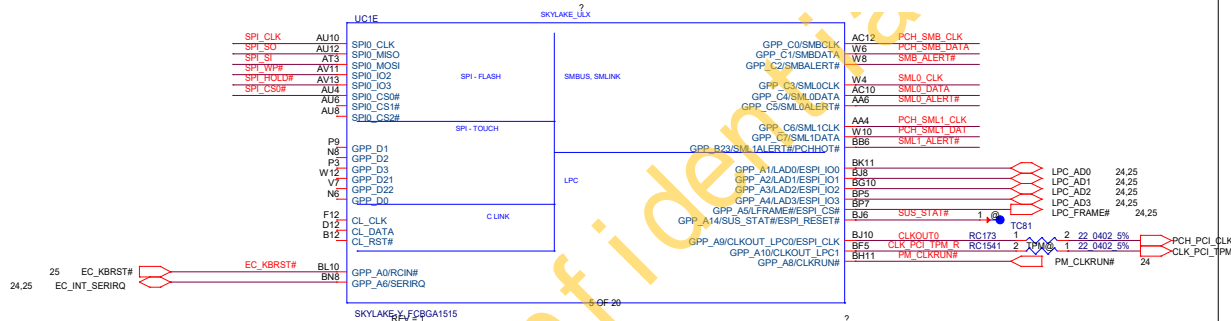 ?
UC1E
SKYLAKE_ULX
SPI_CLK AU10 SPI0_CLK
SPI_SO AU12 SPI0_MISO
SPI_SI AT3 SPI0_MOSI
SPI_WP# AV11 SPI0_IO2
SPI_HOLD# AV13 SPI0_IO3
SPI_CS0# AU4 SPI0_CS0#
AU6 SPI0_CS1#
AU8 SPI0_CS2#
SPI - FLASH
SMBUS, SMLINK
SPI - TOUCH
P9 GPP_D1
N8 GPP_D2
P3 GPP_D3
W12 GPP_D21
V7 GPP_D22
N6 GPP_D0
LPC
C LINK
F12 CL_CLK
D12 CL_DATA
B12 CL_RST#
25 EC_KBRST# EC_KBRST# BL10 GPP_A0/RCIN#
24,25 EC_INT_SERIRQ BN8 GPP_A6/SERIRQ
GPP_C0/SMBCLK AC12 PCH_SMB_CLK
GPP_C1/SMBDATA W6 PCH_SMB_DATA
GPP_C2/SMBALERT# W8 SMB_ALERT#
GPP_C3/SML0CLK W4 SML0_CLK
GPP_C4/SML0DATA AC10 SML0_DATA
GPP_C5/SML0ALERT# AA6 SML0_ALERT#
GPP_C6/SML1CLK AA4 PCH_SML1_CLK
GPP_C7/SML1DATA W10 PCH_SML1_DAT
GPP_B23/SML1ALERT#/PCHHOT# BB6 SML1_ALERT#
GPP_A1/LAD0/ESPI_IO0 BK11 LPC_AD0 24,25
GPP_A2/LAD1/ESPI_IO1 BJ8 LPC_AD1 24,25
GPP_A3/LAD2/ESPI_IO2 BG10 LPC_AD2 24,25
GPP_A4/LAD3/ESPI_IO3 BP5 LPC_AD3 24,25
GPP_A5/LFRAME#/ESPI_CS# BP7 LPC_FRAME# 24,25
GPP_A14/SUS_STAT#/ESPI_RESET# BJ6 SUS_STAT# 1 @ TC81
GPP_A9/CLKOUT_LPC0/ESPI_CLK BJ10 CLKOUT0 RC173 1 2 22_0402_5% PCH_PCI_CLK
GPP_A10/CLKOUT_LPC1 BF5 CLK_PCI_TPM_R RC1541 2 TPM@ 1 22_0402_5% CLK_PCI_TPM
GPP_A8/CLKRUN# BH11 PM_CLKRUN# PM_CLKRUN# 24
5 OF 20
SKYLAKE-Y_FCBGA1515
REV = 1
?